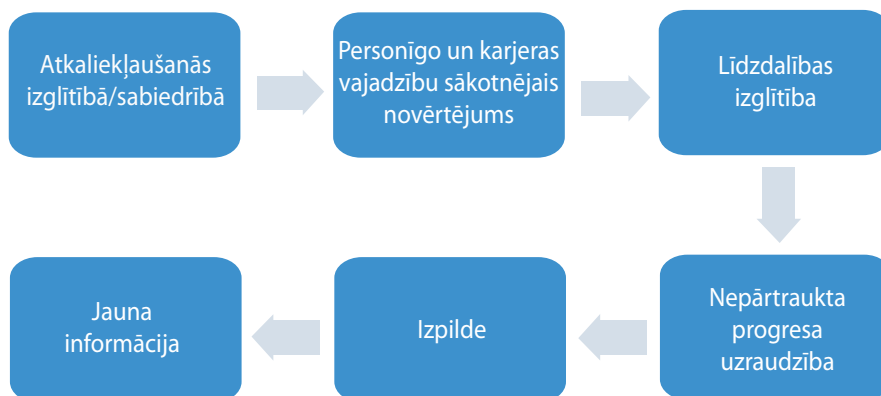 Atkaliekļaušanās
izglītībā/sabiedrībā
Personīgo un karjeras
vajadzību sākotnējais
novērtējums
Līdzdalības
izglītība
Nepārtraukta
progresa
uzraudzība
Izpilde
Jauna
informācija